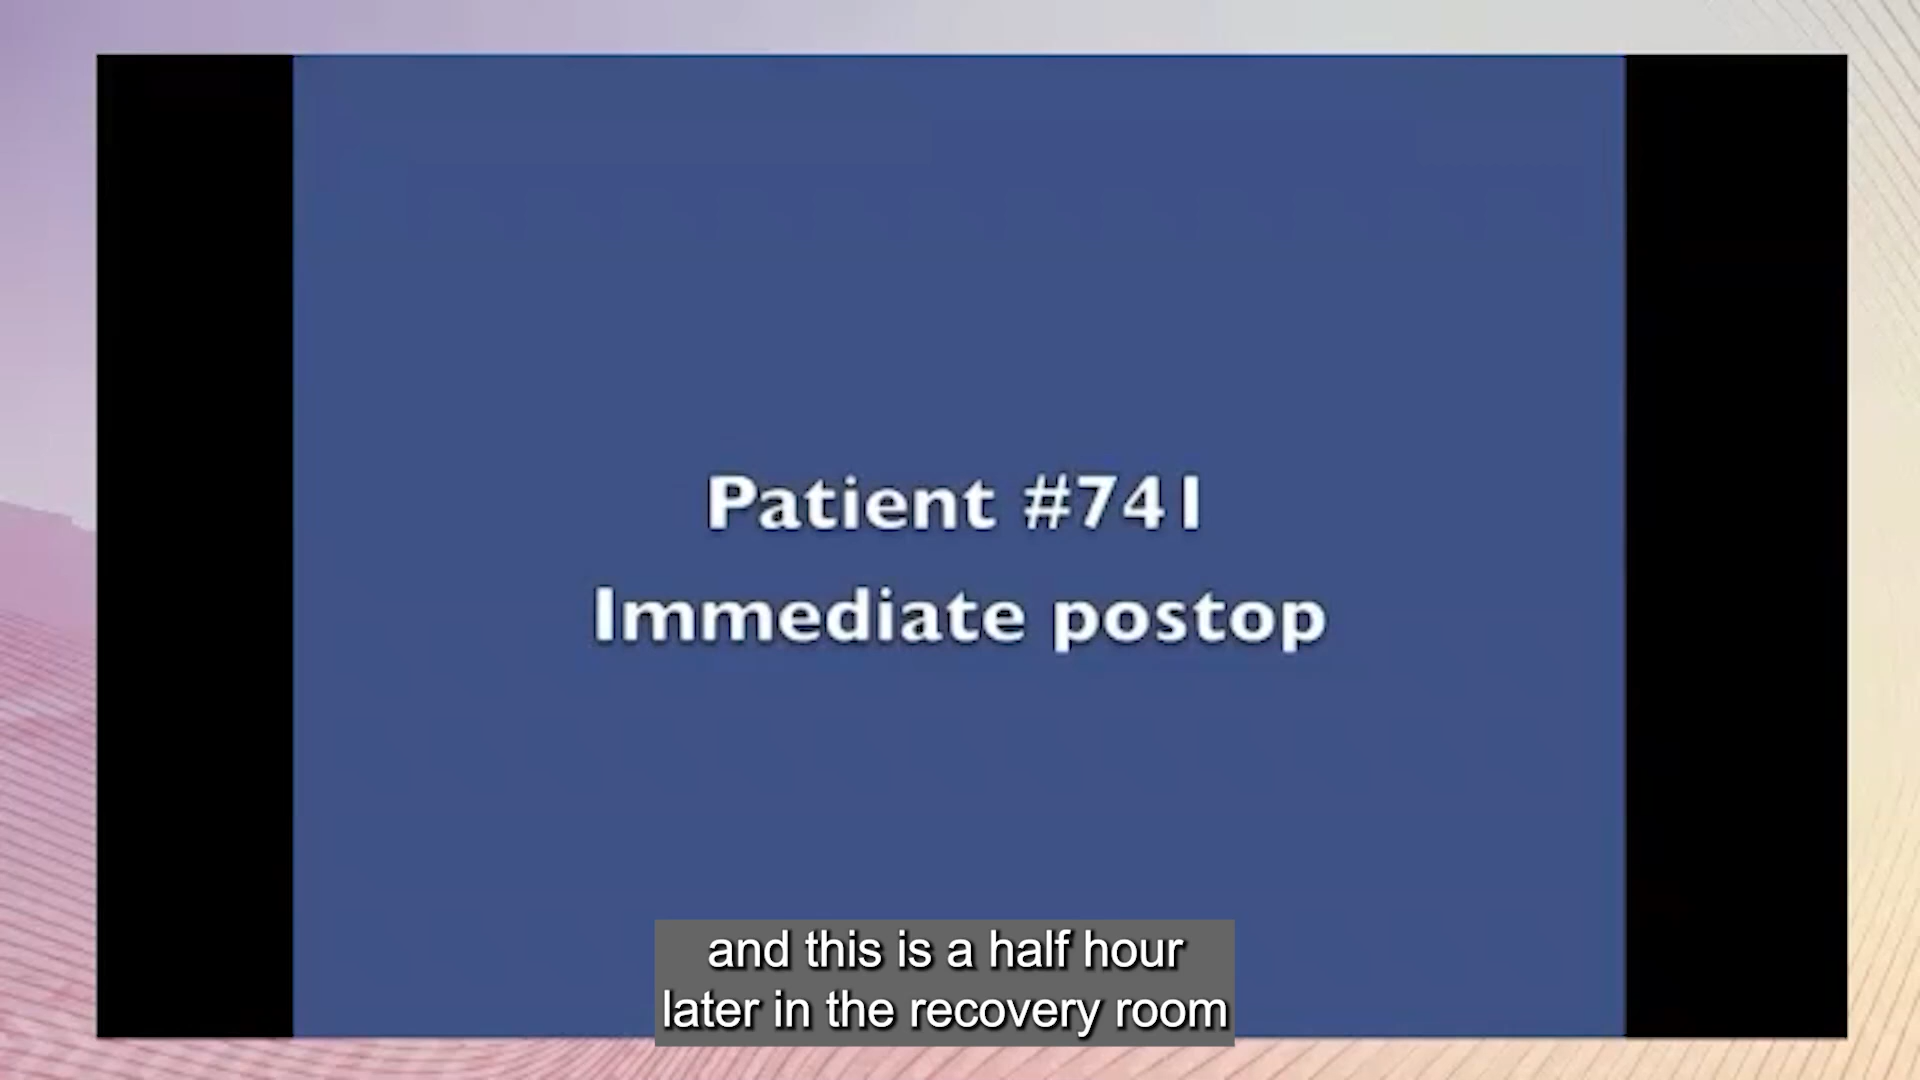 Patient #741
Immediate postop
and this is a half hour
later in the recovery room